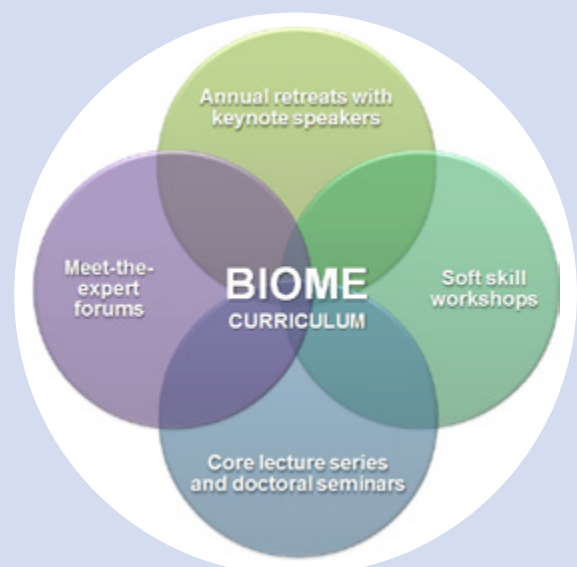 Annual retreats with
keynote speakers
Meet-the-
expert
forums
BIOME
CURRICULUM
Soft skill
workshops
Core lecture series
and doctoral seminars